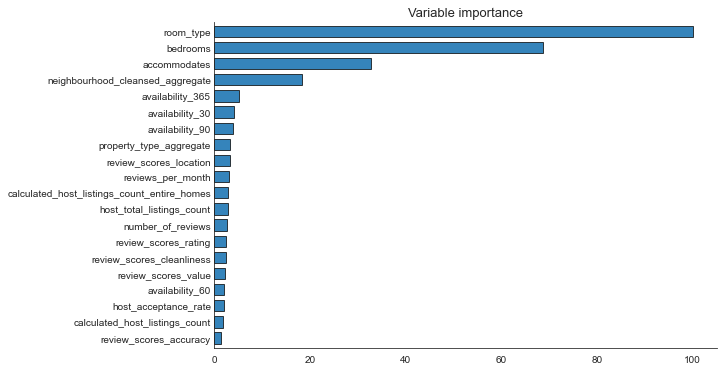 Variable importance
room_type
bedrooms
accommodates
neighbourhood_cleansed_aggregate
availability_365
availability_30
availability_90
property_type_aggregate
review_scores_location
reviews_per_month
calculated_host_listings_count_entire_homes
host_total_listings_count
number_of_reviews
review_scores_rating
review_scores_cleanliness
review_scores_value
availability_60
host_acceptance_rate
calculated_host_listings_count
review_scores_accuracy
0 20 40 60 80 100